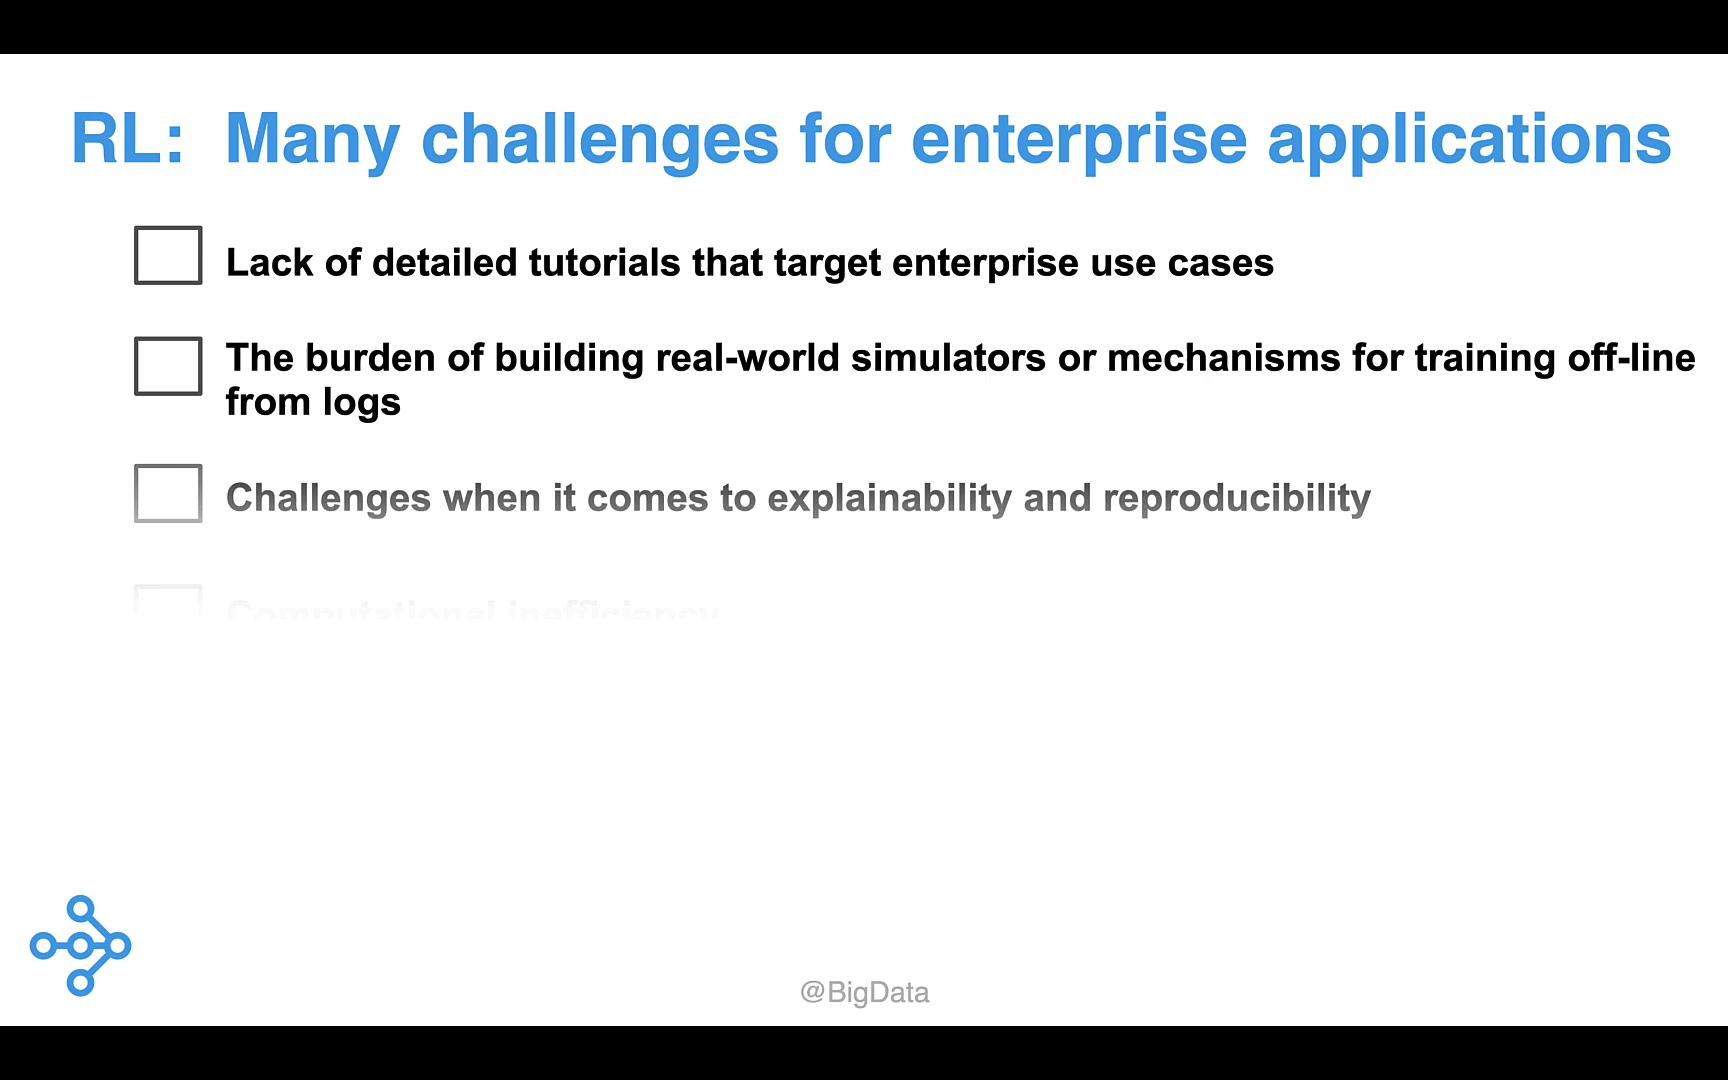 RL: Many challenges for enterprise applications
Lack of detailed tutorials that target enterprise use cases
The burden of building real-world simulators or mechanisms for training off-line
from logs
Challenges when it comes to explainability and reproducibility
Computational inefficiency
@BigData